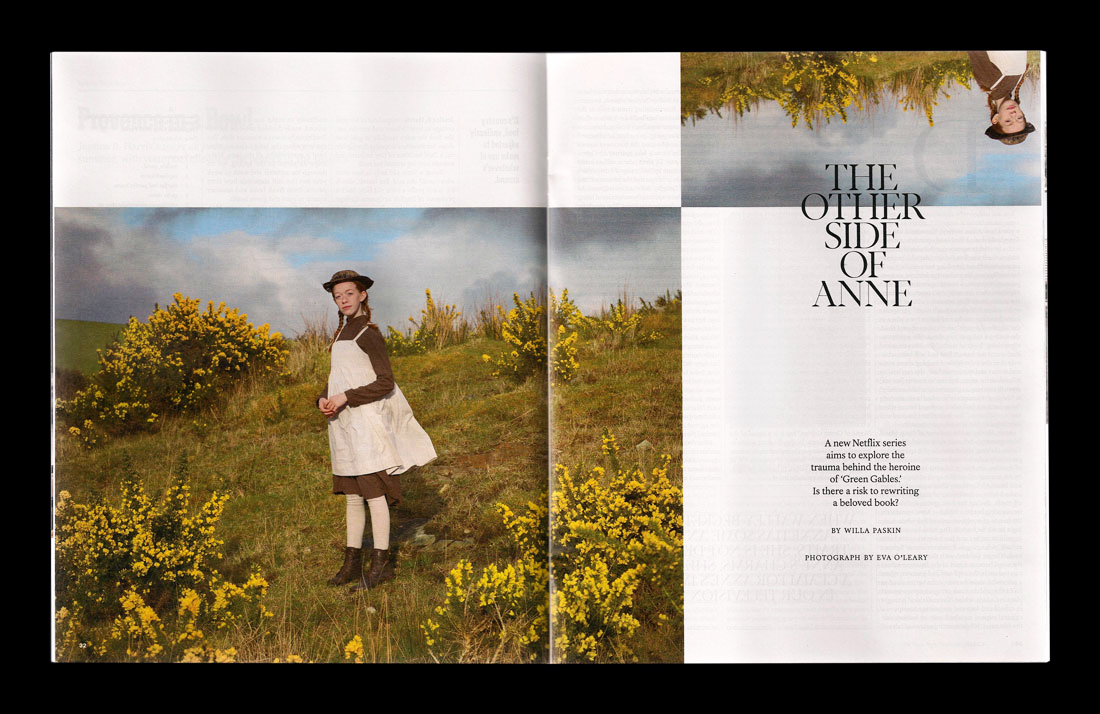 THE
OTHER
SIDE
OF
ANNE
A new Netflix series
aims to explore the
trauma behind the heroine
of ‘Green Gables.’
Is there a risk to rewriting
a beloved book?
BY WILLA PASKIN
PHOTOGRAPH BY EVA O’LEARY
32